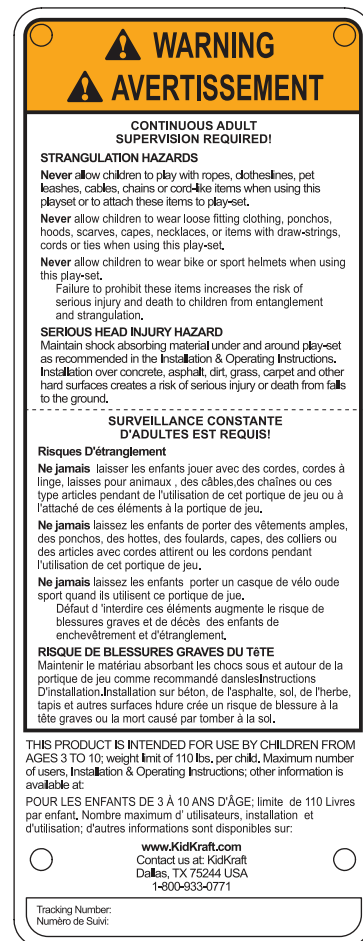 WARNING
AVERTISSEMENT
CONTINUOUS ADULT
SUPERVISION REQUIRED!
STRANGULATION HAZARDS
Never allow children to play with ropes, clotheslines, pet
leashes, cables, chains or cord-like items when using this
playset or to attach these items to play-set.
Never allow children to wear loose fitting clothing, ponchos,
hoods, scarves, capes, necklaces, or items with draw-strings,
cords or ties when using this play-set.
Never allow children to wear bike or sport helmets when using
this play-set.
Failure to prohibit these items increases the risk of
serious injury and death to children from entanglement
and strangulation.
SERIOUS HEAD INJURY HAZARD
Maintain shock absorbing material under and around play-set
as recommended in the Installation & Operating Instructions.
Installation over concrete, asphalt, dirt, grass, carpet and other
hard surfaces creates a risk of serious injury or death from falls
to the ground.
SURVEILLANCE CONSTANTE
D'ADULTES EST REQUIS!
Risques D'étranglement
Ne jamais laisser les enfants jouer avec des cordes, cordes à
linge, laisses pour animaux , des câbles,des chaînes ou ces
type articles pendant de l'utilisation de cet portique de jeu ou à
l'attaché de ces éléments à la portique de jeu.
Ne jamais laissez les enfants de porter des vêtements amples,
des ponchos, des hottes, des foulards, capes, des colliers ou
des articles avec cordes attirent ou les cordons pendant
l'utilisation de cet portique de jeu.
Ne jamais laissez les enfants porter un casque de vélo oude
sport quand ils utilisent ce portique de jue.
Défaut d 'interdire ces éléments augmente le risque de
blessures graves et de décès des enfants de
enchevêtrement et d'étranglement.
RISQUE DE BLESSURES GRAVES DU TêTE
Maintenir le matériau absorbant les chocs sous et autour de la
portique de jeu comme recommandé danslesInstructions
D'installation.Installation sur béton, de l'asphalte, sol, de l'herbe,
tapis et autres surfaces hdure crée un risque de blessure à la
tête graves ou la mort causé par tomber à la sol.
THIS PRODUCT IS INTENDED FOR USE BY CHILDREN FROM
AGES 3 TO 10; weight limit of 110 lbs. per child. Maximum number
of users, Installation & Operating Instructions; other information is
available at:
POUR LES ENFANTS DE 3 À 10 ANS D'ÂGE; limite de 110 Livres
par enfant. Nombre maximum d' utilisateurs, installation et
d'utilisation; d'autres informations sont disponibles sur:
www.KidKraft.com
Contact us at: KidKraft
Dallas, TX 75244 USA
1-800-933-0771
Tracking Number:
Numèro de Suivi: